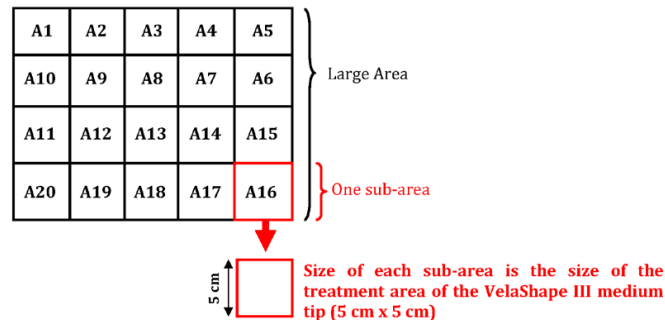 A1 A2 A3 A4 A5
A10 A9 A8 A7 A6
Large Area
A11 A12 A13 A14 A15
A20 A19 A18 A17 A16
One sub-area
5 cm
Size of each sub-area is the size of the
treatment area of the VelaShape III medium
tip (5 cm x 5 cm)